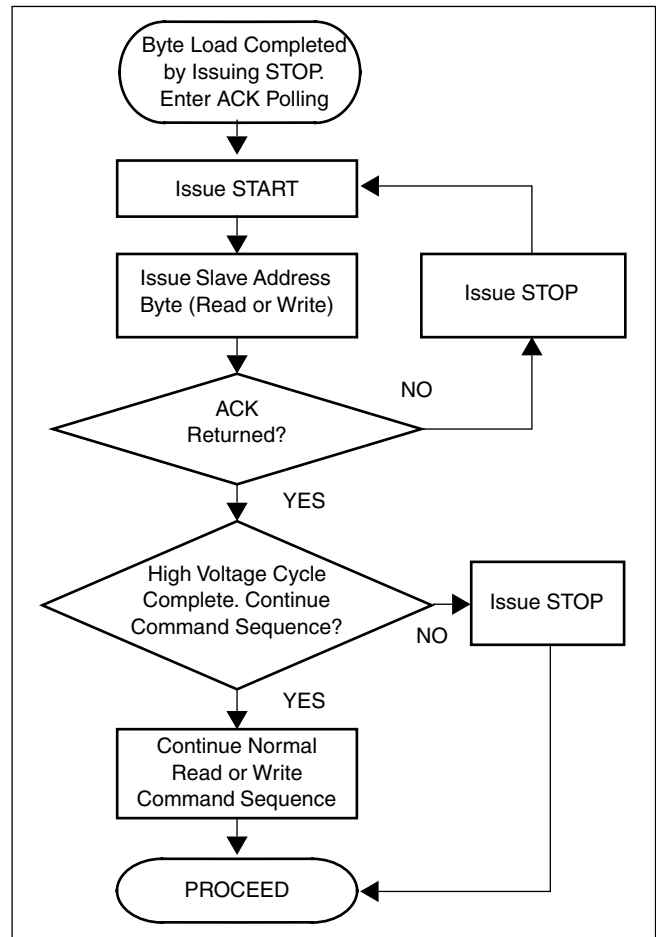 Byte Load Completed
by Issuing STOP.
Enter ACK Polling
Issue START
Issue Slave Address
Byte (Read or Write)
Issue STOP
ACK
Returned?
NO
YES
High Voltage Cycle
Complete. Continue
Command Sequence?
Issue STOP
NO
YES
Continue Normal
Read or Write
Command Sequence
PROCEED